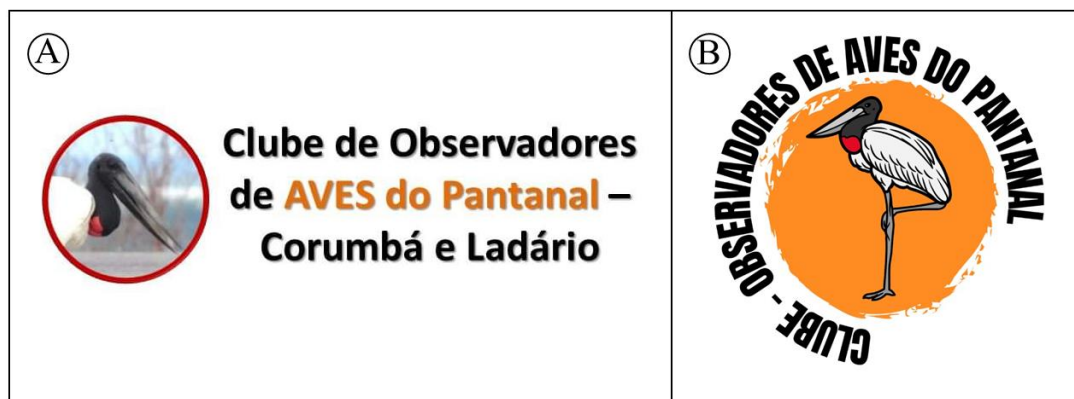 A
Clube de Observadores
de AVES do Pantanal –
Corumbá e Ladário
B
CLUBE - OBSERVADORES DE AVES DO PANTANAL